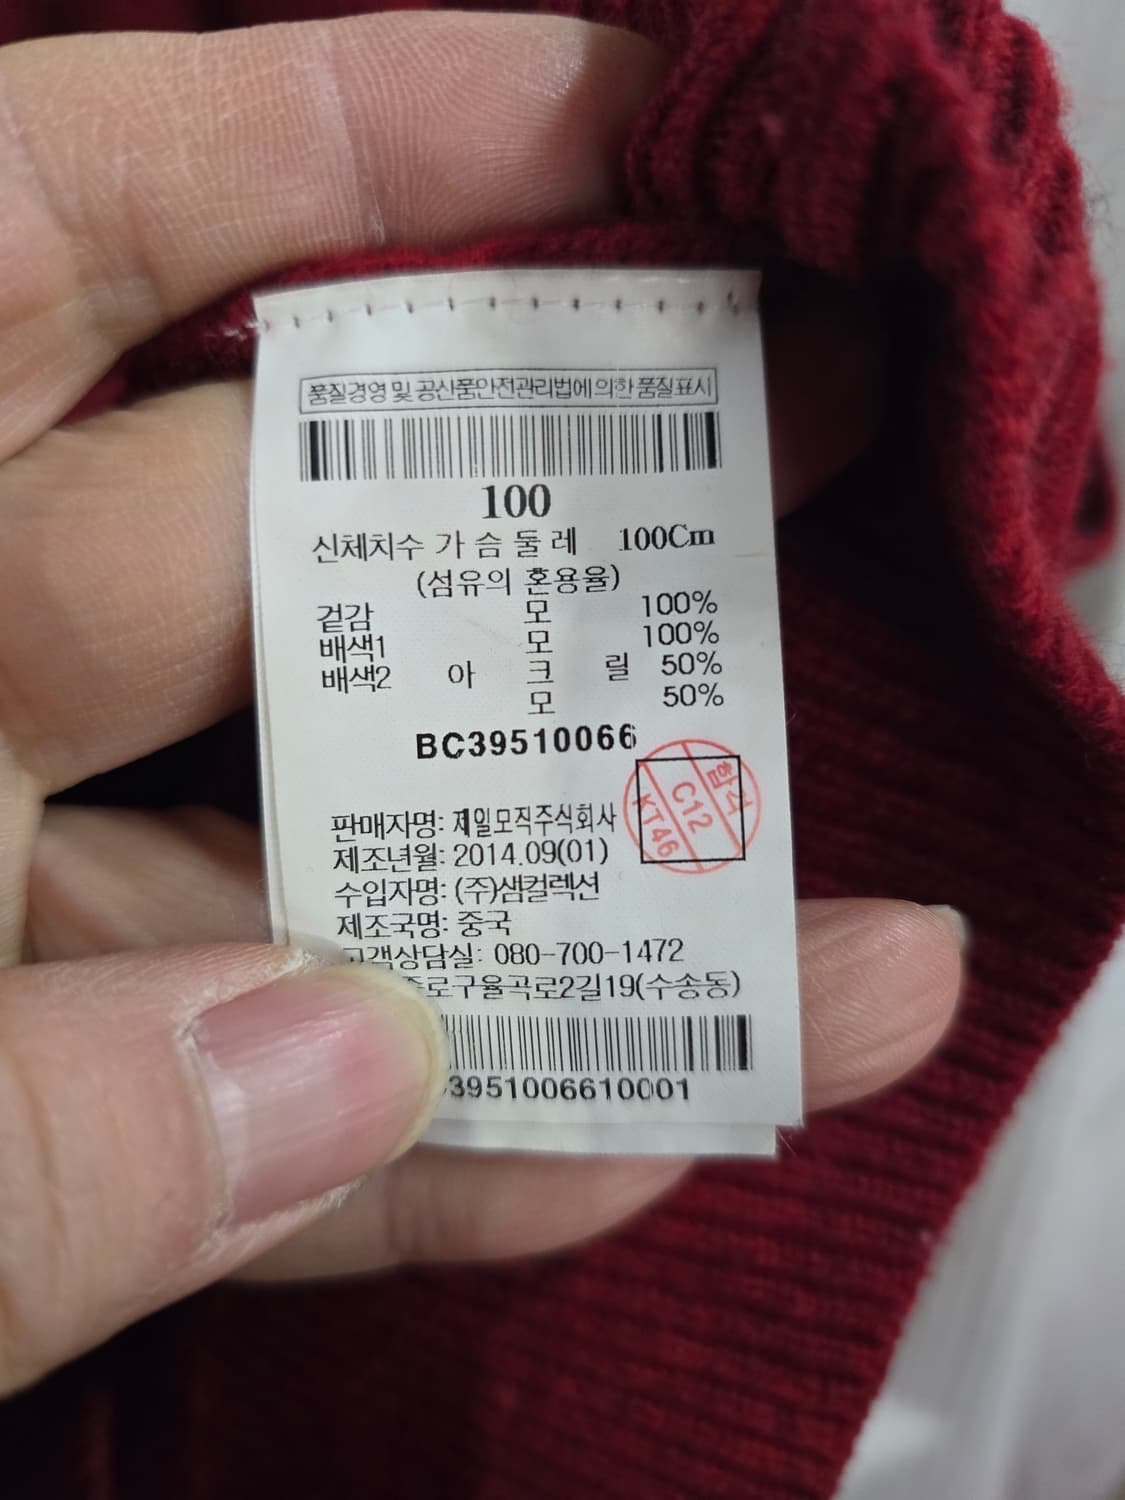 품질경영 및 공산품안전관리법에 의한 품질표시
100
신체치수 가 슴 둘 레 100Cm
(섬유의 혼용율)
겉감 모 100%
배색1 모 100%
배색2 아 크 릴 50%
모 50%
BC39510066
합격
C12
KT46
판매자명: 제일모직주식회사
제조년월: 2014.09(01)
수입자명: (주)샘컬렉션
제조국명: 중국
고객상담실: 080-700-1472
종로구율곡로2길19(수송동)
3951006610001